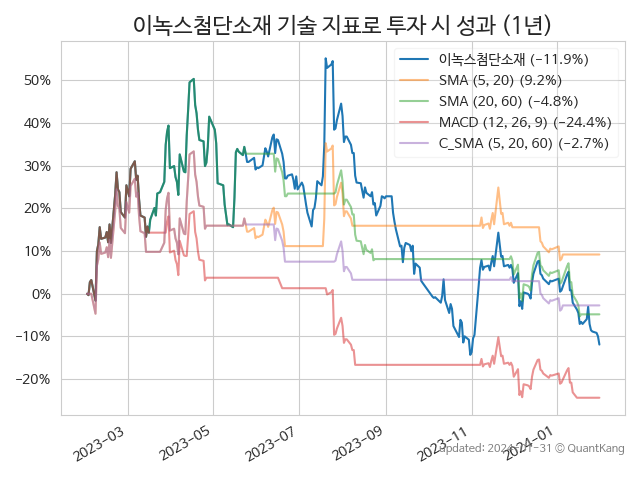 이녹스첨단소재 기술 지표로 투자 시 성과 (1년)
이녹스첨단소재 (−11.9%)
SMA (5, 20) (9.2%)
SMA (20, 60) (−4.8%)
MACD (12, 26, 9) (−24.4%)
C_SMA (5, 20, 60) (−2.7%)
50%
40%
30%
20%
10%
0%
−10%
−20%
2023-03
2023-05
2023-07
2023-09
2023-11
2024-01
updated: 2024-01-31 © QuantKang